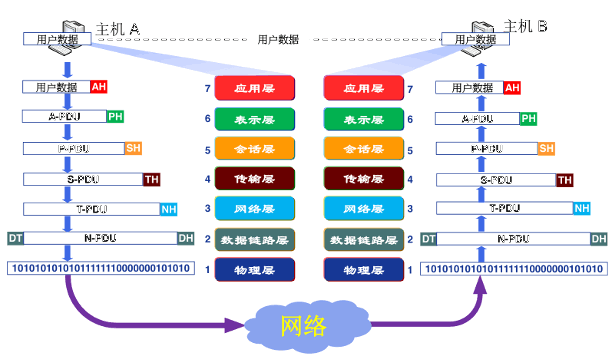 主机 A
主机 B
用户数据
用户数据
用户数据
用户数据 AH
7 应用层
应用层 7
用户数据 AH
A-PDU PH
6 表示层
表示层 6
A-PDU PH
P-PDU SH
5 会话层
会话层 5
P-PDU SH
S-PDU TH
4 传输层
传输层 4
S-PDU TH
T-PDU NH
3 网络层
网络层 3
T-PDU NH
DT N-PDU DH
2 数据链路层
数据链路层 2
DT N-PDU DH
10101010101011111110000000101010
1 物理层
物理层 1
10101010101011111110000000101010
网络